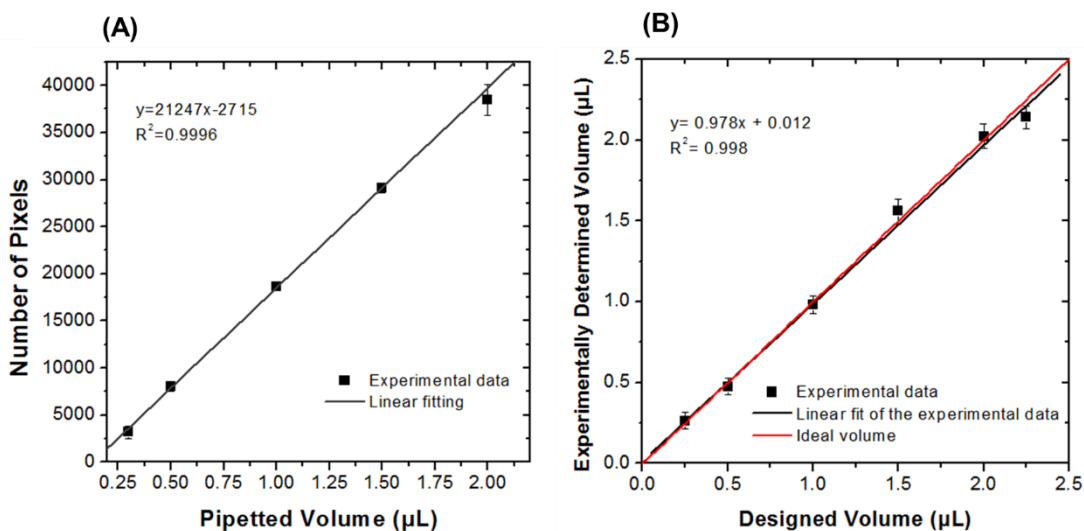 (A)
y=21247x-2715
R²=0.9996
40000
35000
30000
25000
20000
15000
10000
5000
0
Number of Pixels
Experimental data
Linear fitting
0.25 0.50 0.75 1.00 1.25 1.50 1.75 2.00
Pipetted Volume (µL)
(B)
y= 0.978x + 0.012
R²= 0.998
2.5
2.0
1.5
1.0
0.5
0.0
Experimentally Determined Volume (µL)
Experimental data
Linear fit of the experimental data
Ideal volume
0.0 0.5 1.0 1.5 2.0 2.5
Designed Volume (µL)